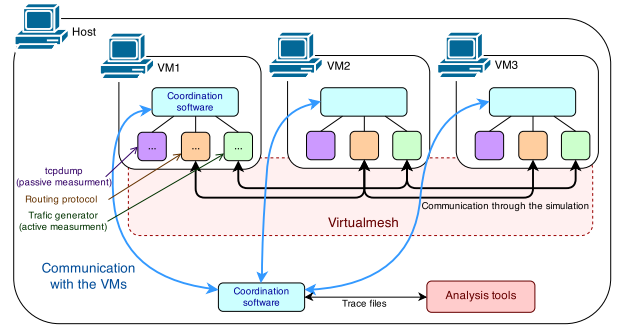 Host
VM1
VM2
VM3
Coordination
software
...
...
...
tcpdump
(passive measurment)
Routing protocol
Trafic generator
(active measurment)
Communication through the simulation
Virtualmesh
Communication
with the VMs
Coordination
software
Trace files
Analysis tools